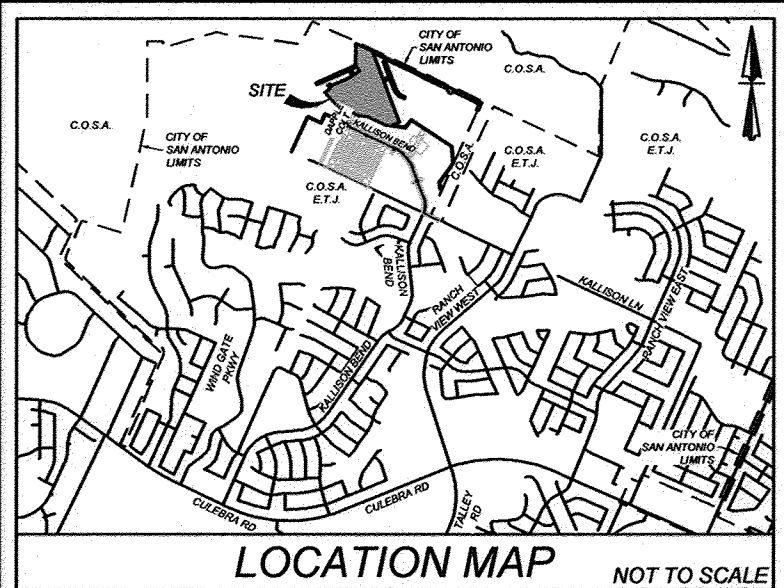 CITY OF
SAN ANTONIO
LIMITS
C.O.S.A.
SITE
C.O.S.A.
CITY OF
SAN ANTONIO
LIMITS
DAPPLE
COLT
KALLISON BEND
C.O.S.A.
C.O.S.A.
E.T.J.
C.O.S.A.
E.T.J.
C.O.S.A.
E.T.J.
KALLISON
BEND
RANCH
VIEW WEST
KALLISON LN
RANCH VIEW EAST
WIND GATE
PKWY
KALLISON BEND
CITY OF
SAN ANTONIO
LIMITS
CULEBRA RD
CULEBRA RD
TALLEY
RD
LOCATION MAP
NOT TO SCALE